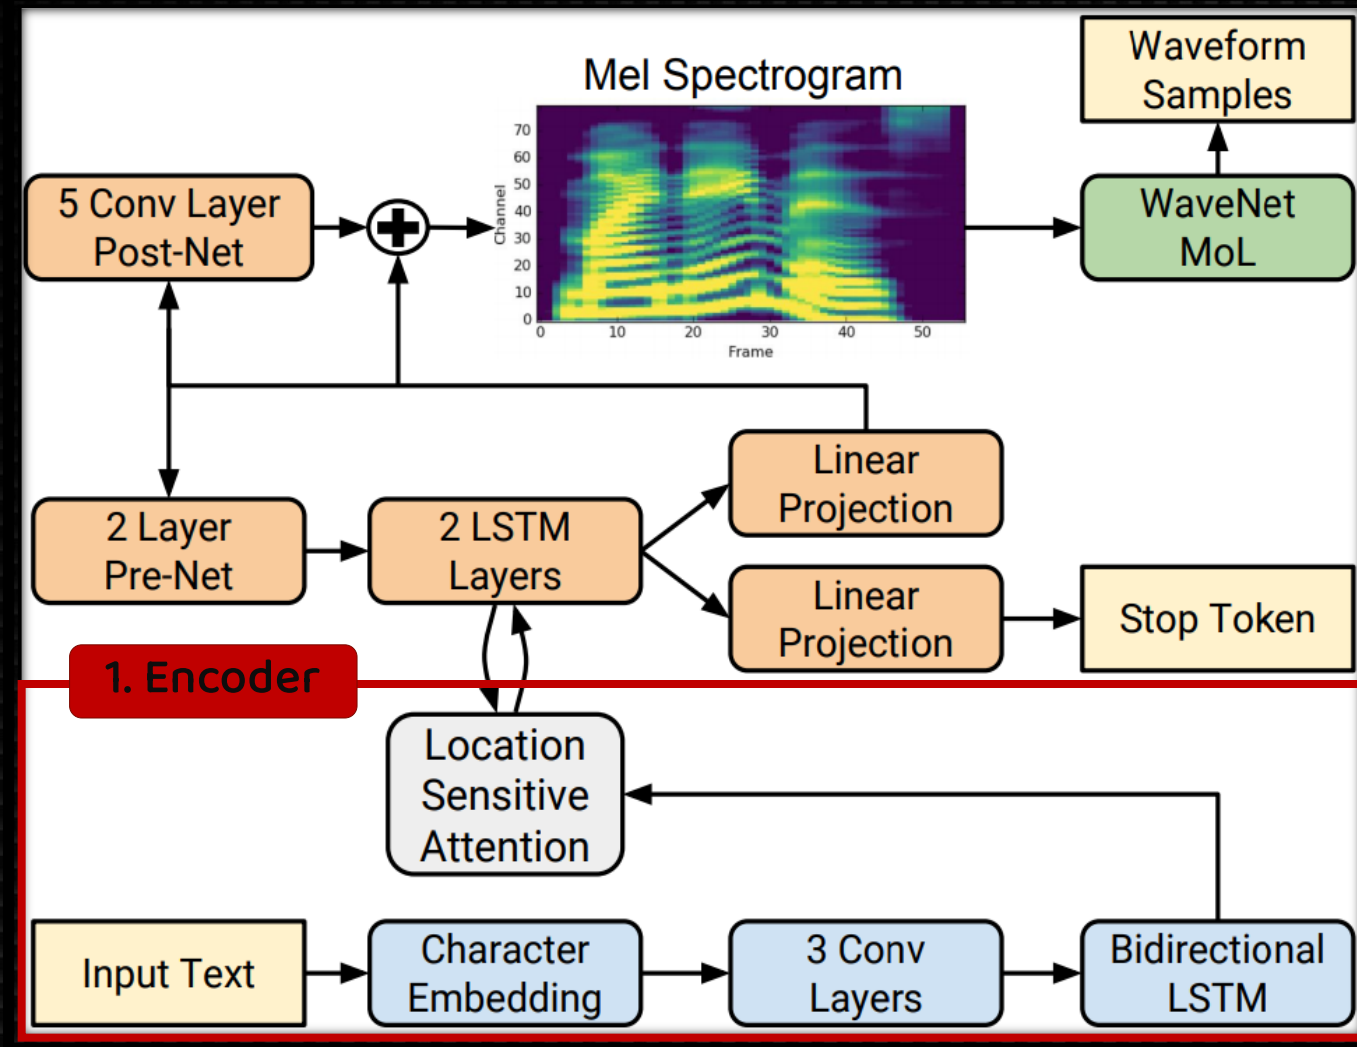 Mel Spectrogram
Waveform
Samples
70
60
50
40
30
20
10
0
Channel
0 10 20 30 40 50
Frame
5 Conv Layer
Post-Net
WaveNet
MoL
Linear
Projection
2 Layer
Pre-Net
2 LSTM
Layers
Linear
Projection
Stop Token
1. Encoder
Location
Sensitive
Attention
Input Text
Character
Embedding
3 Conv
Layers
Bidirectional
LSTM